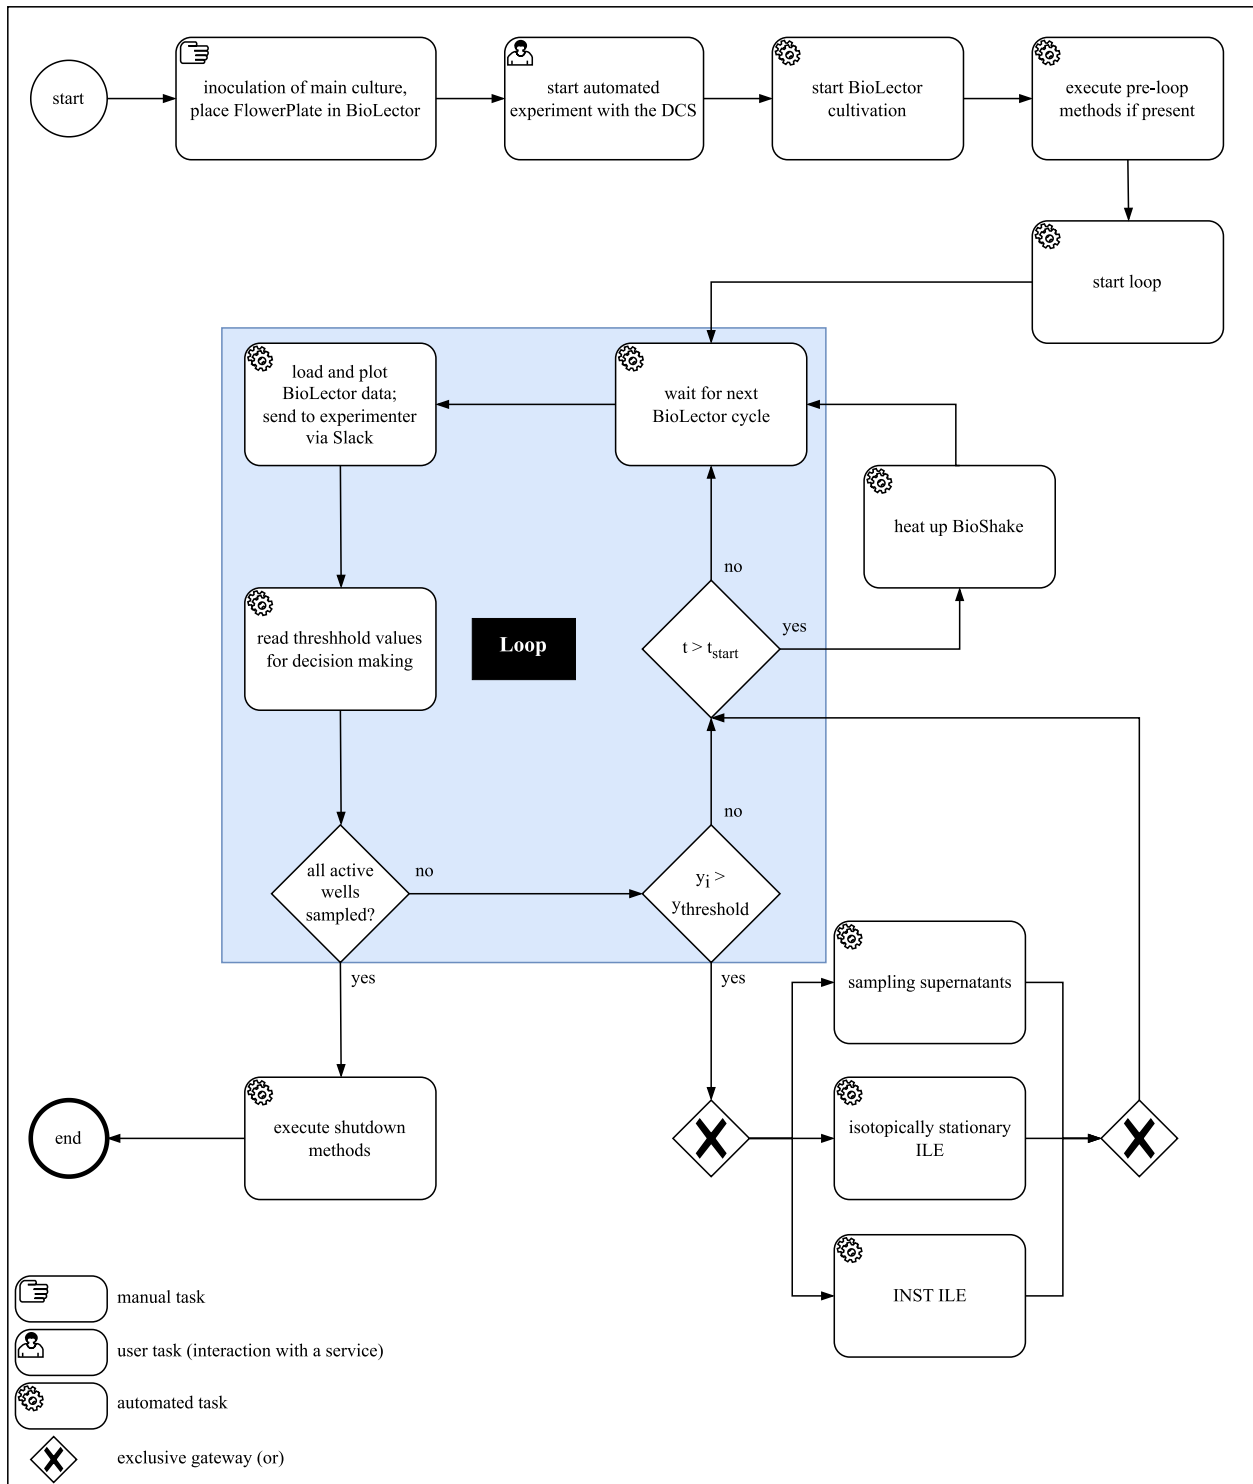 start
inoculation of main culture,
place FlowerPlate in BioLector
start automated
experiment with the DCS
start BioLector
cultivation
execute pre-loop
methods if present
start loop
load and plot
BioLector data;
send to experimenter
via Slack
wait for next
BioLector cycle
heat up BioShake
no
read threshhold values
for decision making
Loop
t > tstart
yes
no
all active
wells
sampled?
no
yi >
ythreshold
yes
yes
sampling supernatants
end
execute shutdown
methods
isotopically stationary
ILE
INST ILE
manual task
user task (interaction with a service)
automated task
exclusive gateway (or)